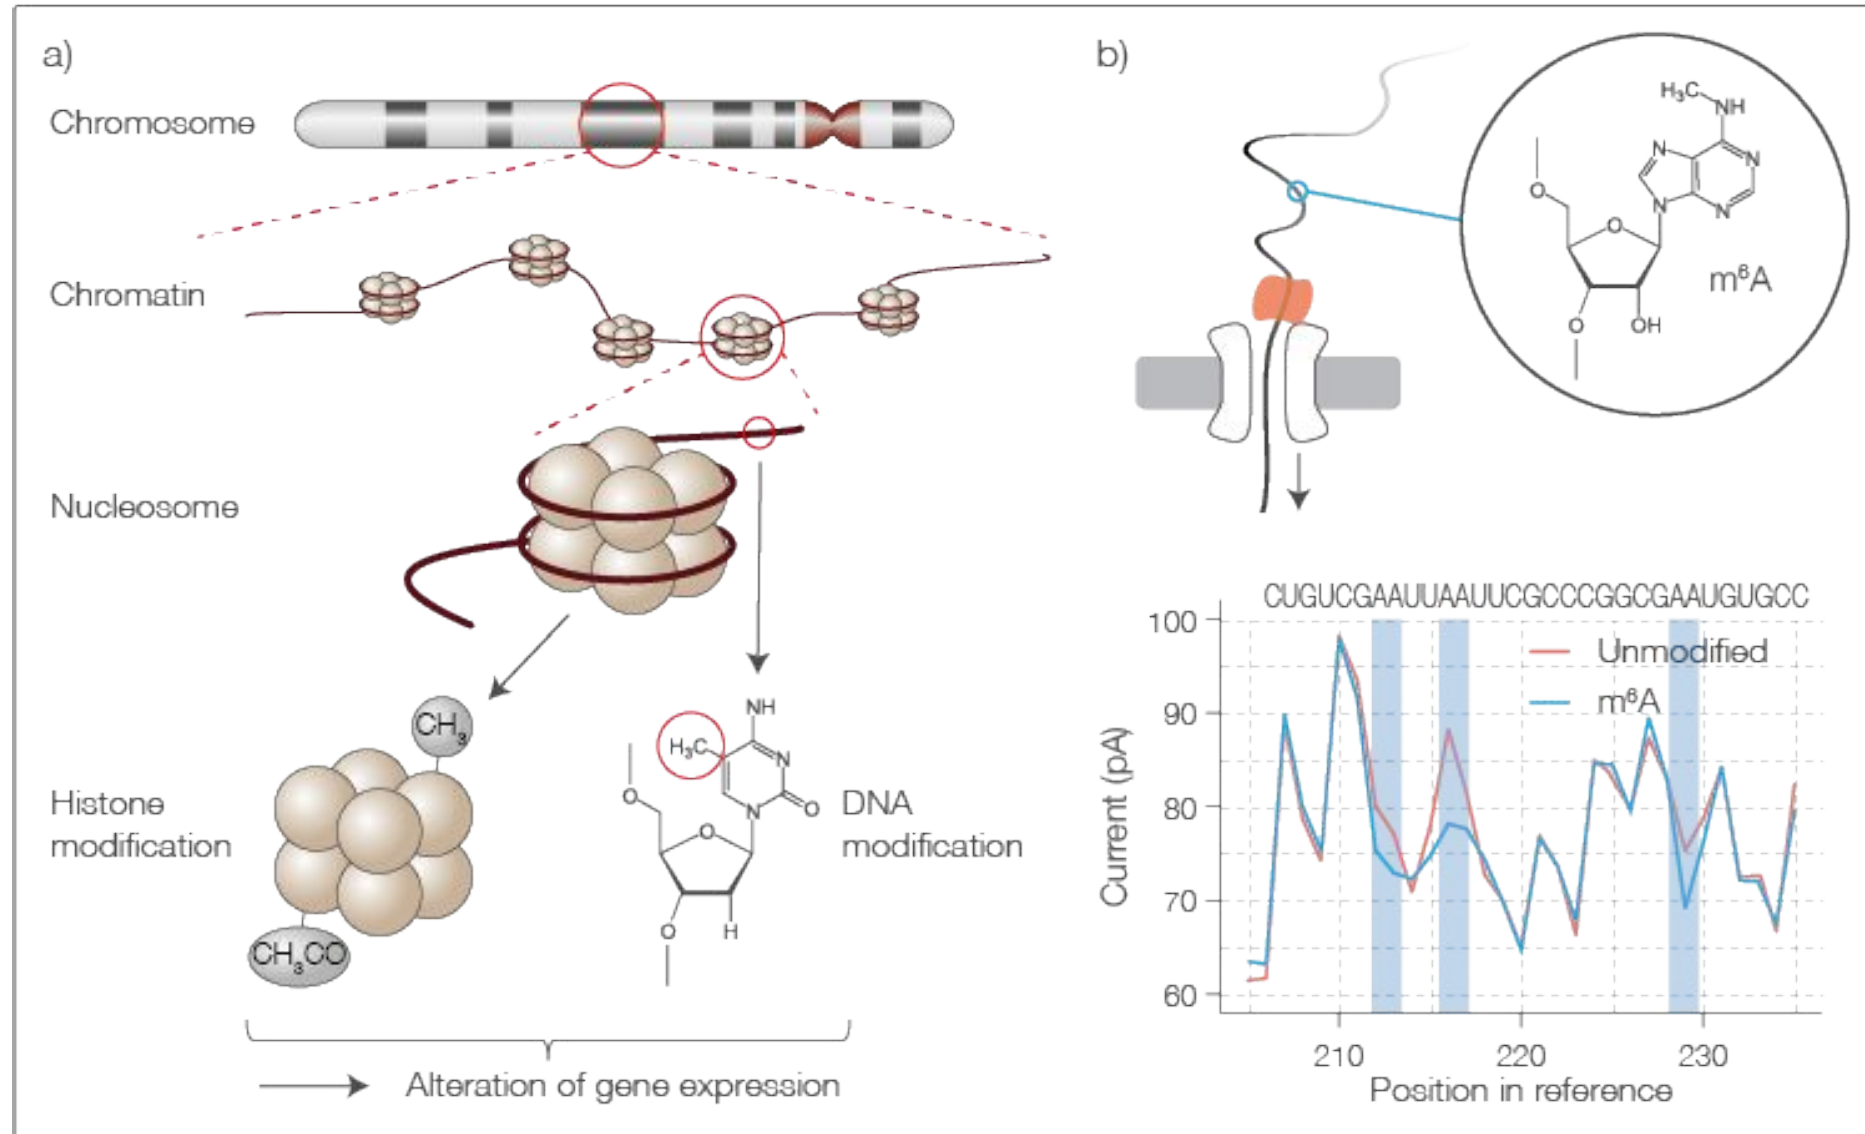 a)
Chromosome
Chromatin
Nucleosome
CH₃
Histone
modification
CH₃CO
NH
H₃C
N
O
N
O
O
O
H
DNA
modification
Alteration of gene expression
b)
H₃C
NH
N
N
N
N
O
O
O
OH
m⁶A
CUGUCGAAUUAAUUCGCCCGGCGAAUGUGCC
Unmodified
m⁶A
100
90
80
70
60
Current (pA)
210 220 230
Position in reference